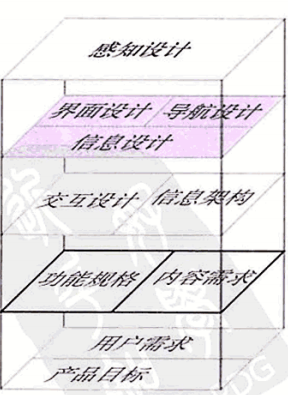 感知设计
界面设计 导航设计
信息设计
交互设计 信息架构
功能规格 内容需求
用户需求
产品目标